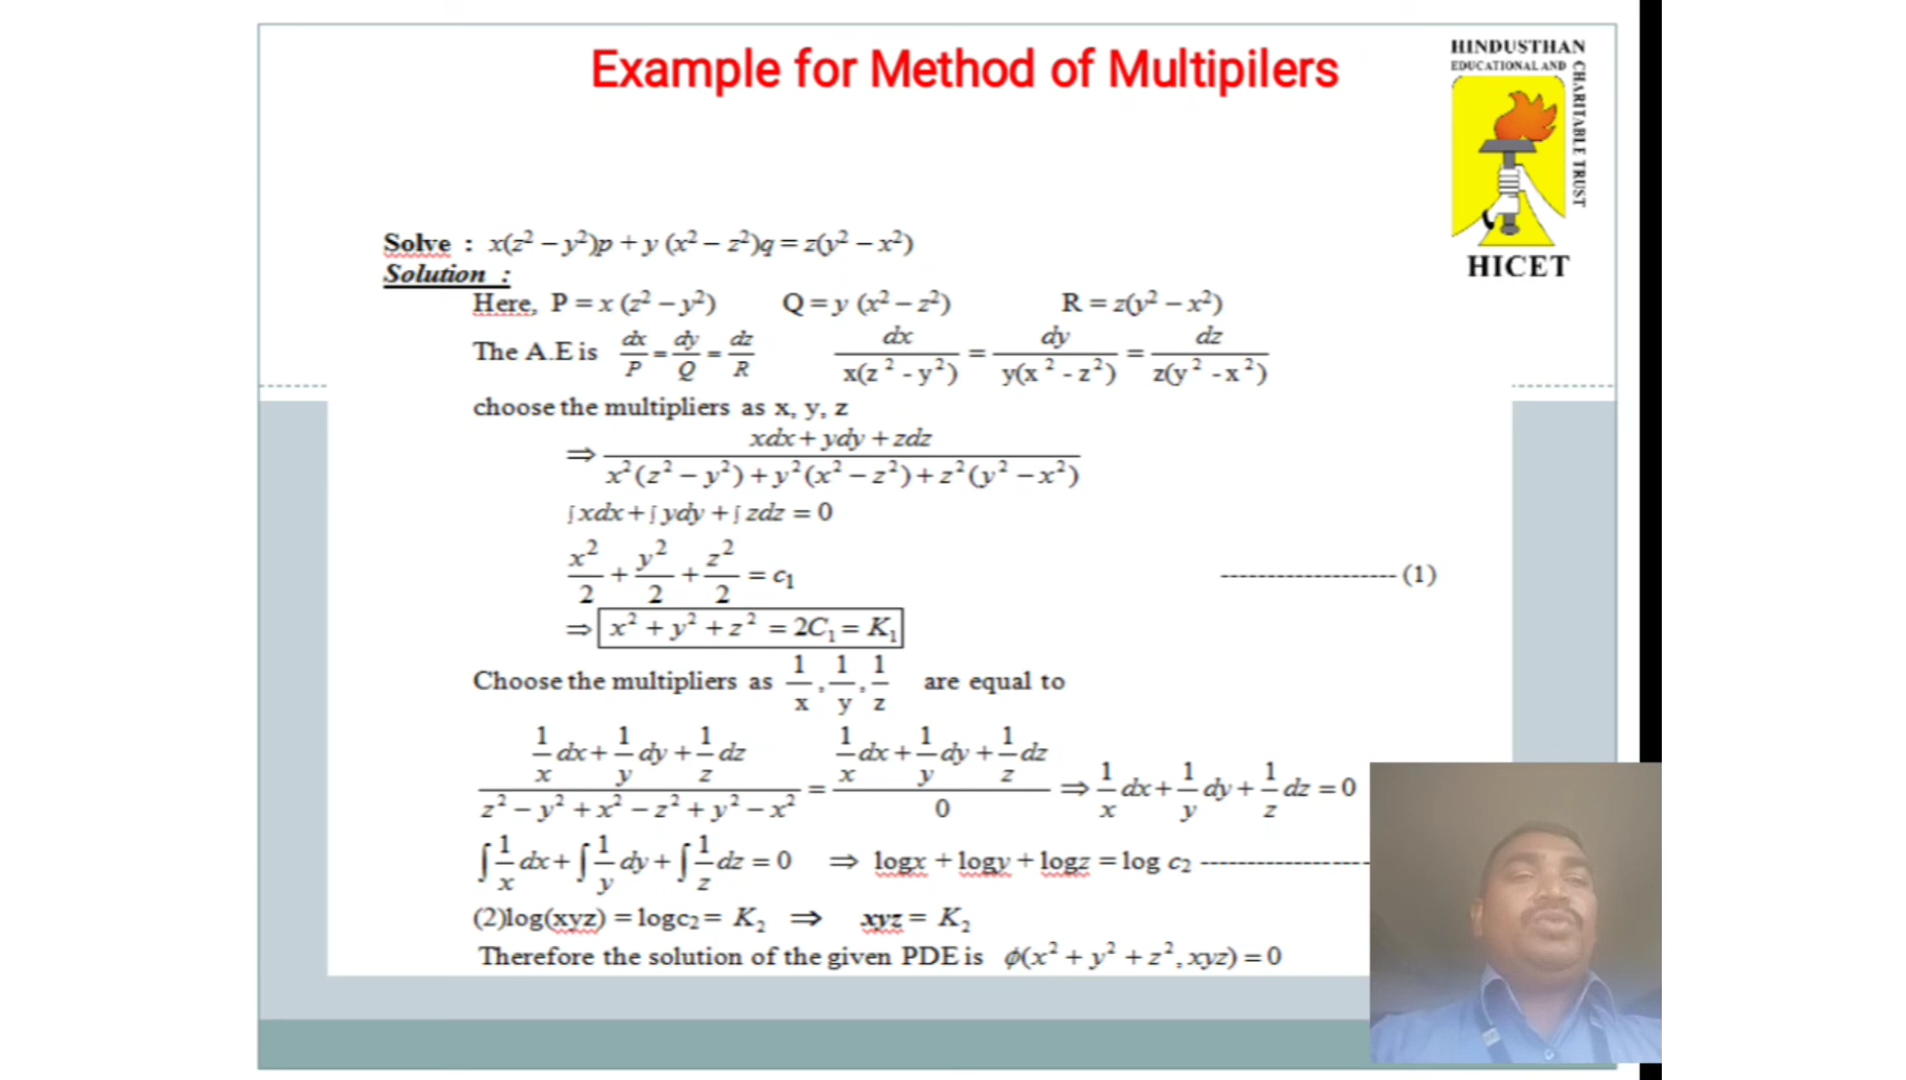 Example for Method of Multipilers
HINDUSTHAN
EDUCATIONAL AND
CHARITABLE TRUST
HICET
Solve : x(z² – y²)p + y (x² – z²)q = z(y² – x²)
Solution :
Here, P = x (z² – y²) Q = y (x² – z²) R = z(y² – x²)
The A.E is dx/P = dy/Q = dz/R dx/x(z² - y²) = dy/y(x² - z²) = dz/z(y² - x²)
choose the multipliers as x, y, z
⇒ xdx + ydy + zdz / x²(z² – y²) + y²(x² – z²) + z²(y² – x²)
∫xdx + ∫ydy + ∫zdz = 0
x²/2 + y²/2 + z²/2 = c₁ -------------------(1)
⇒ x² + y² + z² = 2C₁ = K₁
Choose the multipliers as 1/x, 1/y, 1/z are equal to
1/x dx + 1/y dy + 1/z dz / z² – y² + x² – z² + y² – x² = 1/x dx + 1/y dy + 1/z dz / 0 ⇒ 1/x dx + 1/y dy + 1/z dz = 0
∫1/x dx + ∫1/y dy + ∫1/z dz = 0 ⇒ logx + logy + logz = log c₂ ------------------
(2)log(xyz) = logc₂ = K₂ ⇒ xyz = K₂
Therefore the solution of the given PDE is ϕ(x² + y² + z², xyz) = 0